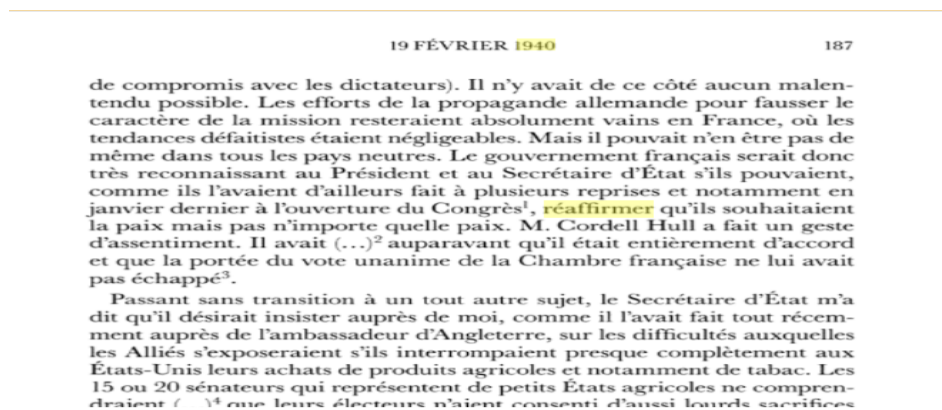 19 FÉVRIER 1940 187
de compromis avec les dictateurs). Il n'y avait de ce côté aucun malen-
tendu possible. Les efforts de la propagande allemande pour fausser le
caractère de la mission resteraient absolument vains en France, où les
tendances défaitistes étaient négligeables. Mais il pouvait n'en être pas de
même dans tous les pays neutres. Le gouvernement français serait donc
très reconnaissant au Président et au Secrétaire d'État s'ils pouvaient,
comme ils l'avaient d'ailleurs fait à plusieurs reprises et notamment en
janvier dernier à l'ouverture du Congrès¹, réaffirmer qu'ils souhaitaient
la paix mais pas n'importe quelle paix. M. Cordell Hull a fait un geste
d'assentiment. Il avait (…)² auparavant qu'il était entièrement d'accord
et que la portée du vote unanime de la Chambre française ne lui avait
pas échappé³.
Passant sans transition à un tout autre sujet, le Secrétaire d'État m'a
dit qu'il désirait insister auprès de moi, comme il l'avait fait tout récem-
ment auprès de l'ambassadeur d'Angleterre, sur les difficultés auxquelles
les Alliés s'exposeraient s'ils interrompaient presque complètement aux
États-Unis leurs achats de produits agricoles et notamment de tabac. Les
15 ou 20 sénateurs qui représentent de petits États agricoles ne compren-
draient (…)⁴ que leurs électeurs n'aient consenti d'aussi lourds sacrifices